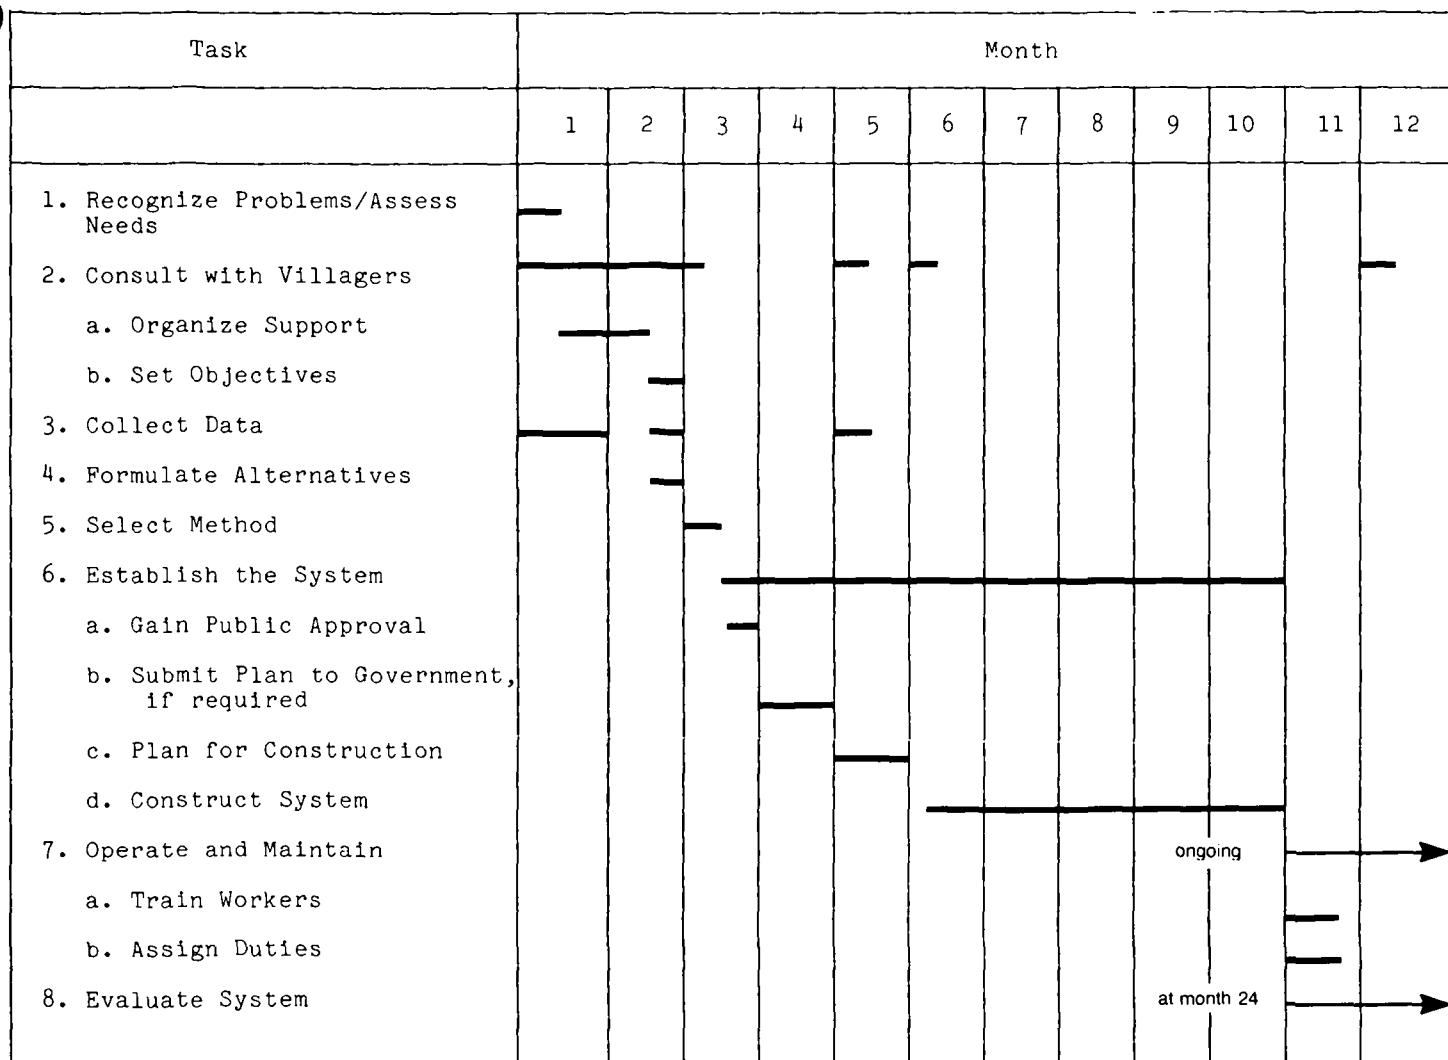 Task Month
1 2 3 4 5 6 7 8 9 10 11 12
1. Recognize Problems/Assess
Needs
2. Consult with Villagers
a. Organize Support
b. Set Objectives
3. Collect Data
4. Formulate Alternatives
5. Select Method
6. Establish the System
a. Gain Public Approval
b. Submit Plan to Government,
if required
c. Plan for Construction
d. Construct System
7. Operate and Maintain ongoing
a. Train Workers
b. Assign Duties
8. Evaluate System at month 24